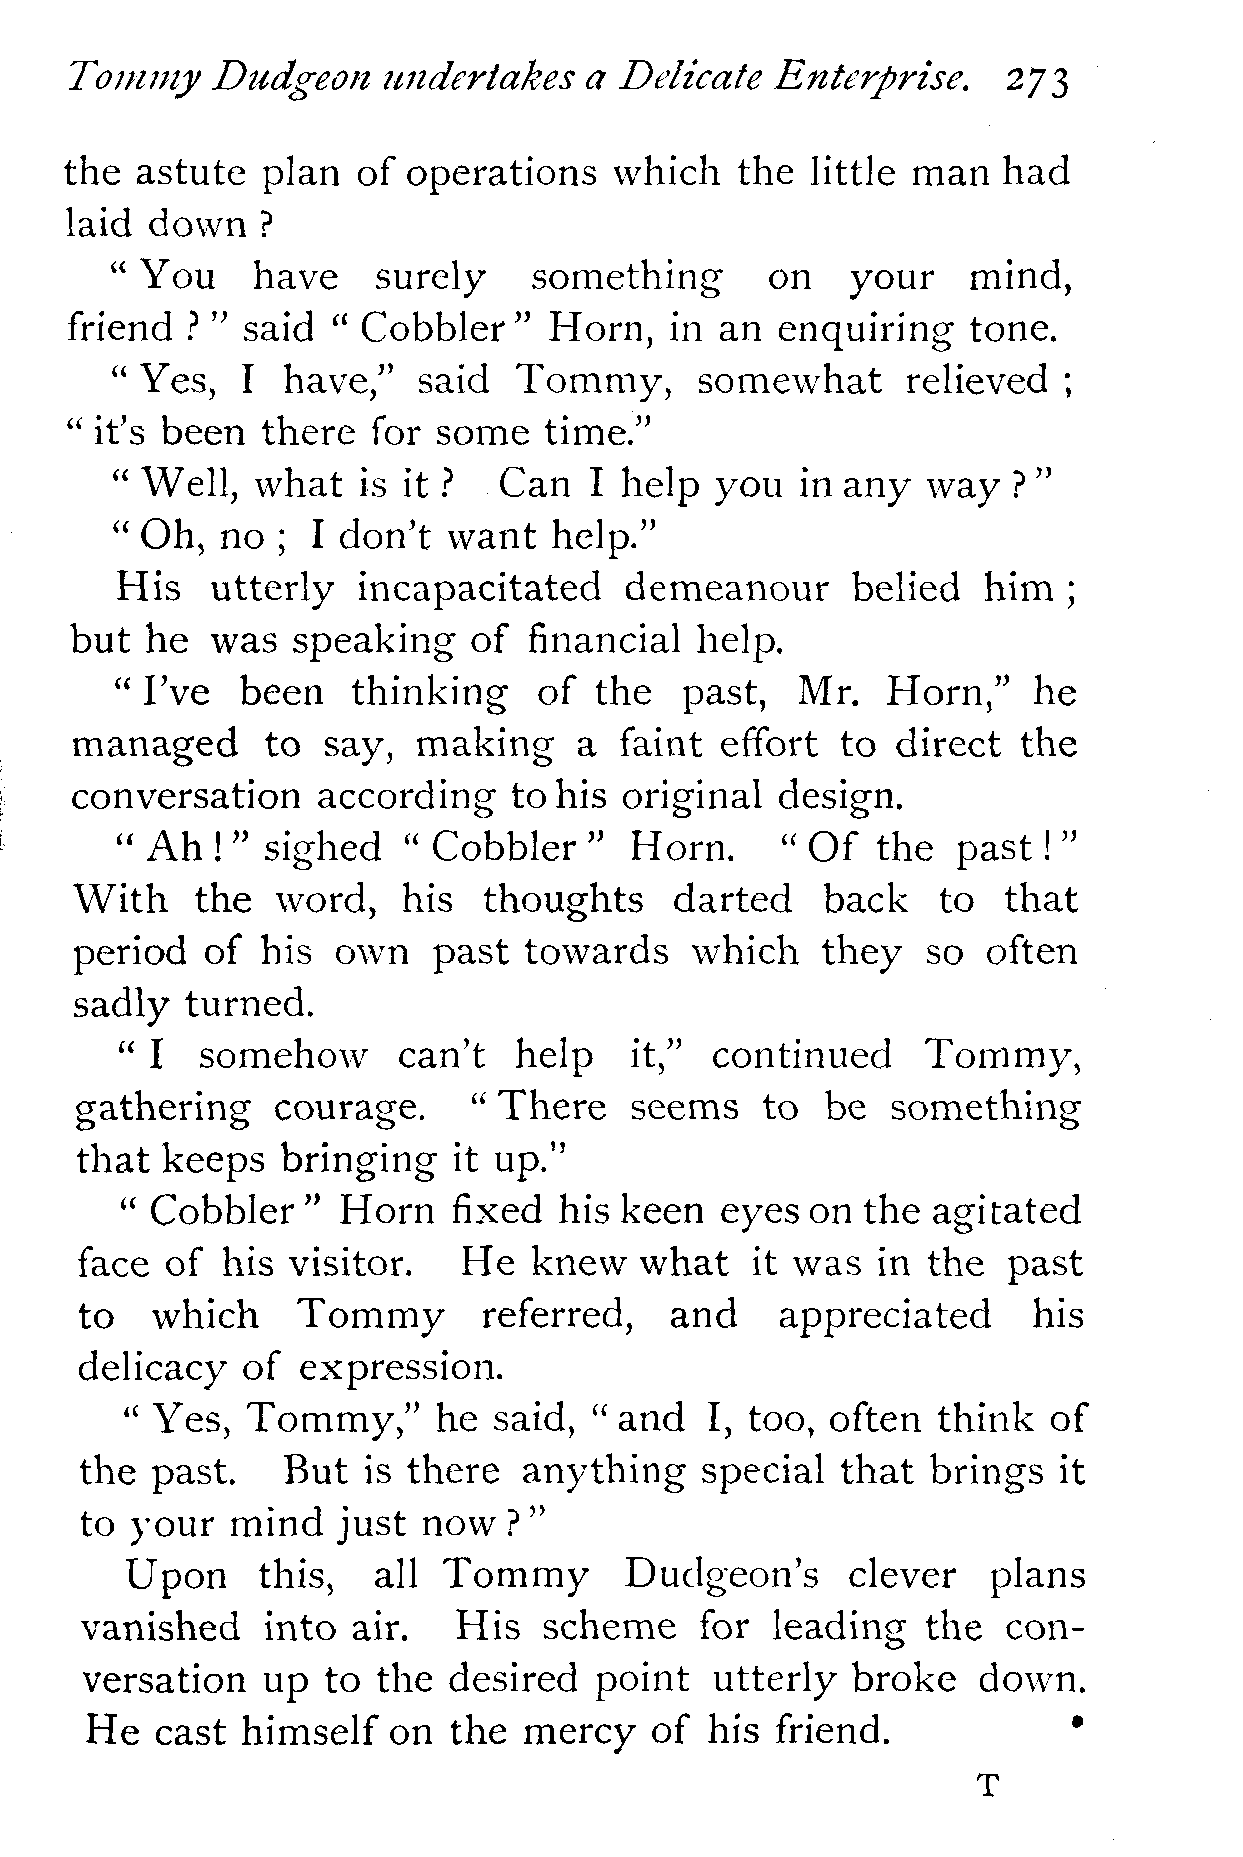 Tommy Dudgeon undertakes a Delicate Enterprise. 273
the astute plan of operations which the little man had
laid down ?
“ You have surely something on your mind,
friend ? ” said “ Cobbler ” Horn, in an enquiring tone.
“ Yes, I have,” said Tommy, somewhat relieved ;
“ it’s been there for some time.”
“ Well, what is it ? Can I help you in any way ? ”
“ Oh, no ; I don’t want help.”
His utterly incapacitated demeanour belied him ;
but he was speaking of financial help.
“ I’ve been thinking of the past, Mr. Horn,” he
managed to say, making a faint effort to direct the
conversation according to his original design.
“ Ah ! ” sighed “ Cobbler ” Horn. “ Of the past ! ”
With the word, his thoughts darted back to that
period of his own past towards which they so often
sadly turned.
“ I somehow can’t help it,” continued Tommy,
gathering courage. “ There seems to be something
that keeps bringing it up.”
“ Cobbler ” Horn fixed his keen eyes on the agitated
face of his visitor. He knew what it was in the past
to which Tommy referred, and appreciated his
delicacy of expression.
“ Yes, Tommy,” he said, “ and I, too, often think of
the past. But is there anything special that brings it
to your mind just now ? ”
Upon this, all Tommy Dudgeon’s clever plans
vanished into air. His scheme for leading the con-
versation up to the desired point utterly broke down.
He cast himself on the mercy of his friend.
T